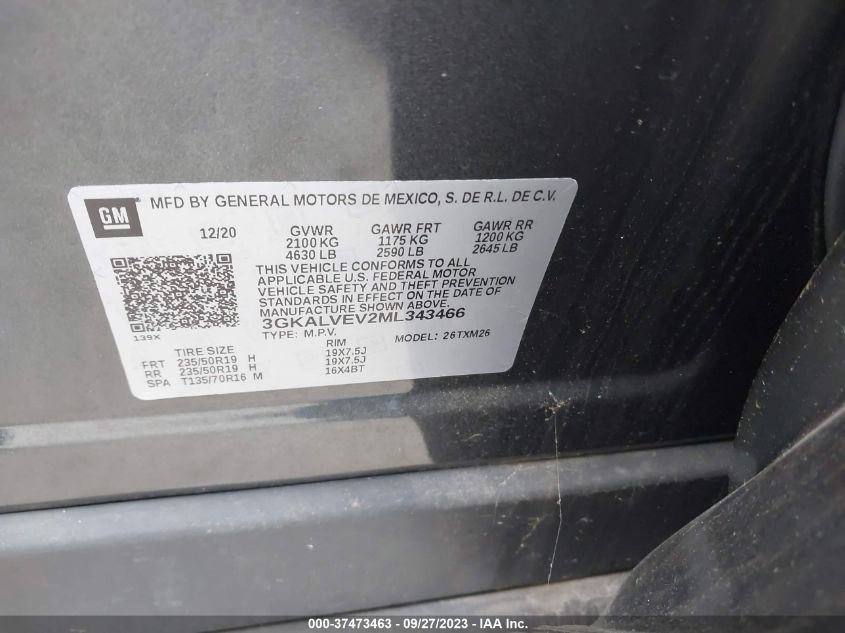 GM MFD BY GENERAL MOTORS DE MEXICO, S. DE R.L. DE C.V.
12/20 GVWR GAWR FRT GAWR RR
2100 KG 1175 KG 1200 KG
4630 LB 2590 LB 2645 LB
THIS VEHICLE CONFORMS TO ALL
APPLICABLE U.S. FEDERAL MOTOR
VEHICLE SAFETY AND THEFT PREVENTION
STANDARDS IN EFFECT ON THE DATE OF
MANUFACTURE SHOWN ABOVE.
139X 3GKALVEV2ML343466
TYPE: M.P.V. MODEL: 26TXM26
TIRE SIZE RIM
FRT 235/50R19 H 19X7.5J
RR 235/50R19 H 19X7.5J
SPA T135/70R16 M 16X4BT
000-37473463 - 09/27/2023 - IAA Inc.